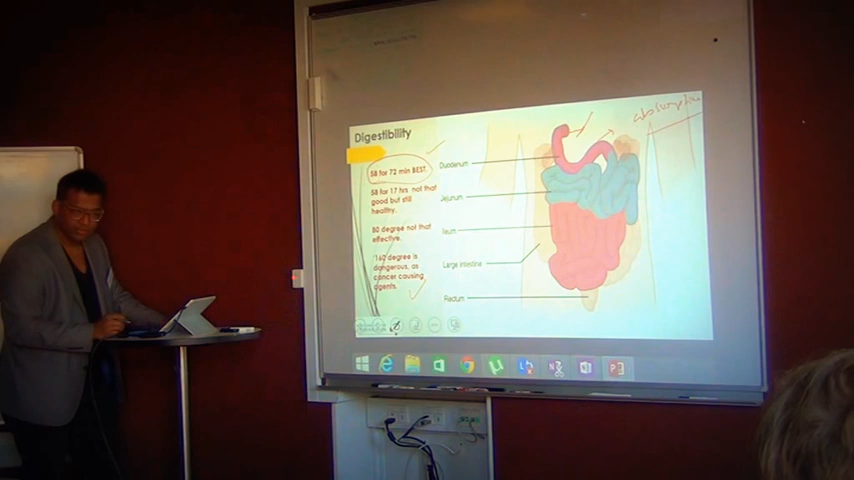 Digestibility
absorption
58 for 72 min BEST.
58 for 17 hrs not that
good but still
healthy.
80 degree not that
effective.
160 degree is
dangerous, as
cancer causing
agents.
Duodenum
Jejunum
Ileum
Large intestine
Rectum